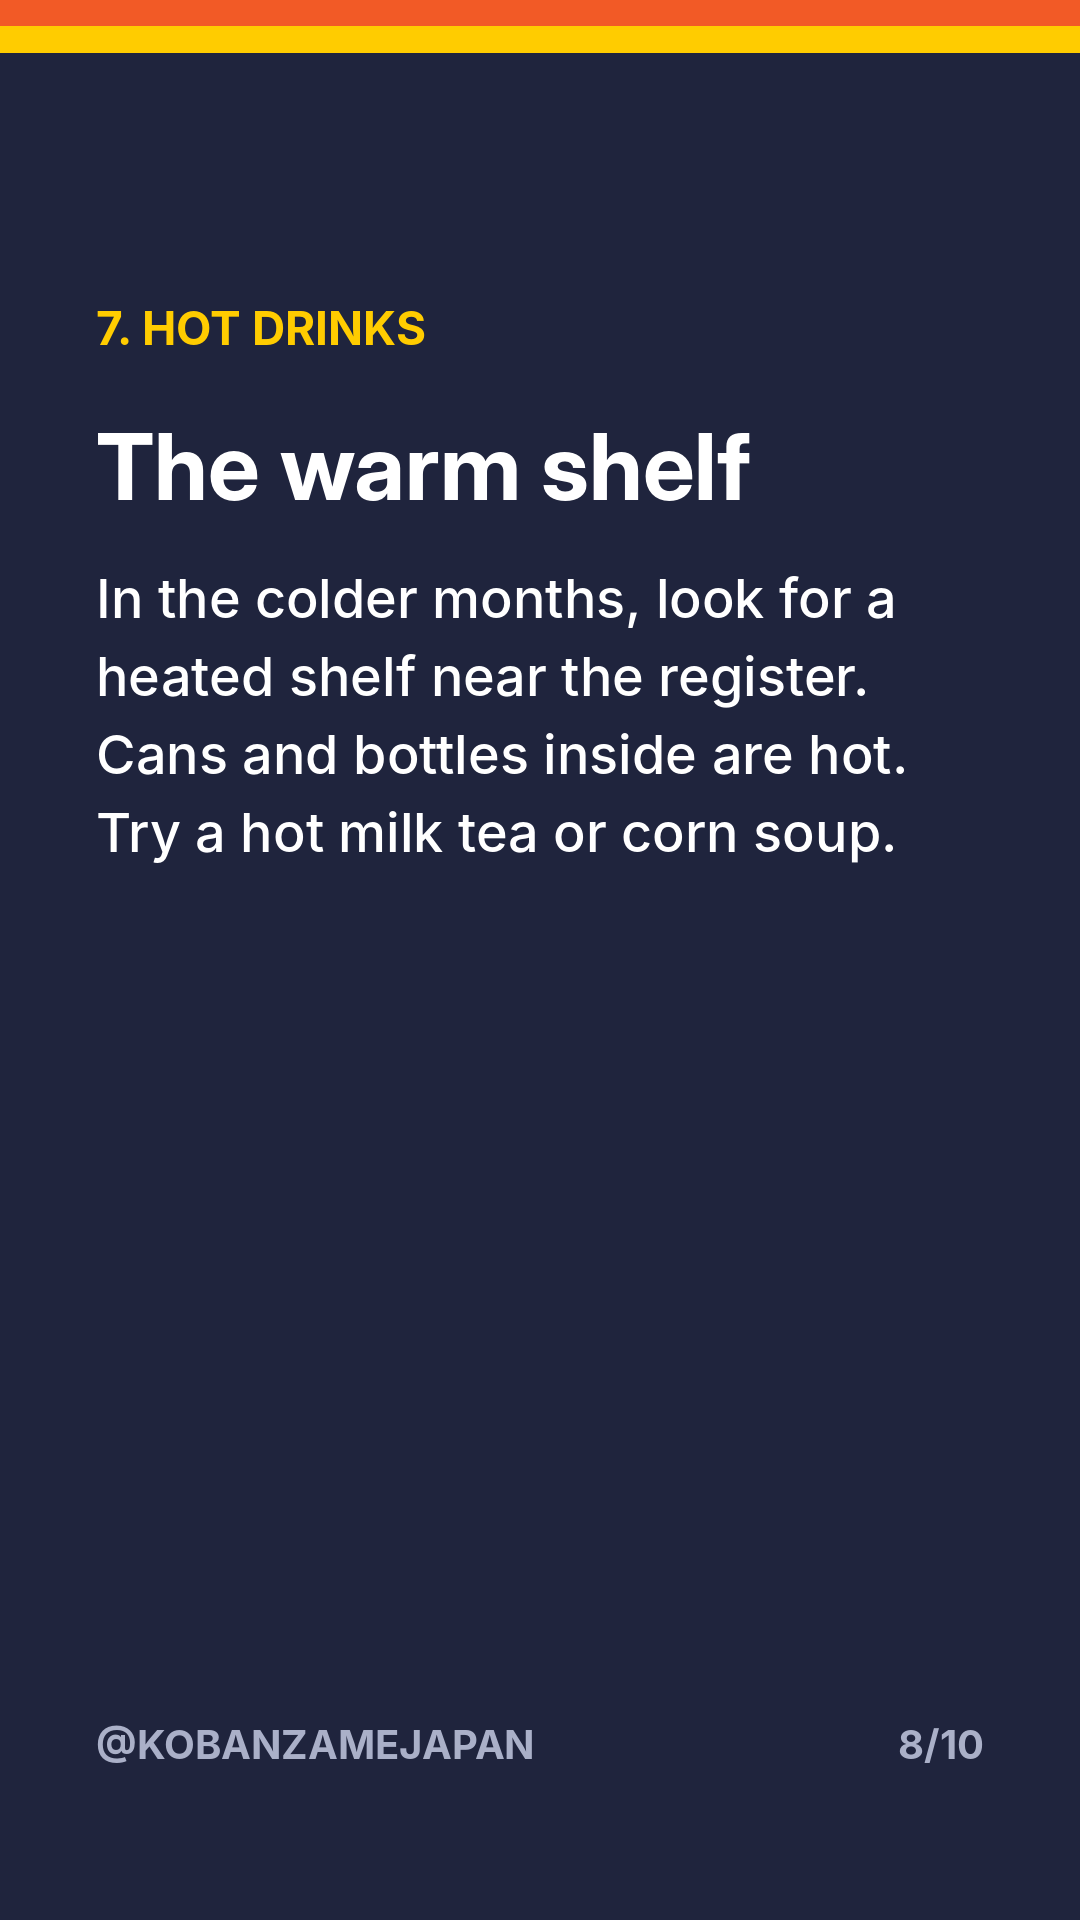 7. HOT DRINKS
The warm shelf
In the colder months, look for a
heated shelf near the register.
Cans and bottles inside are hot.
Try a hot milk tea or corn soup.
@KOBANZAMEJAPAN
8/10